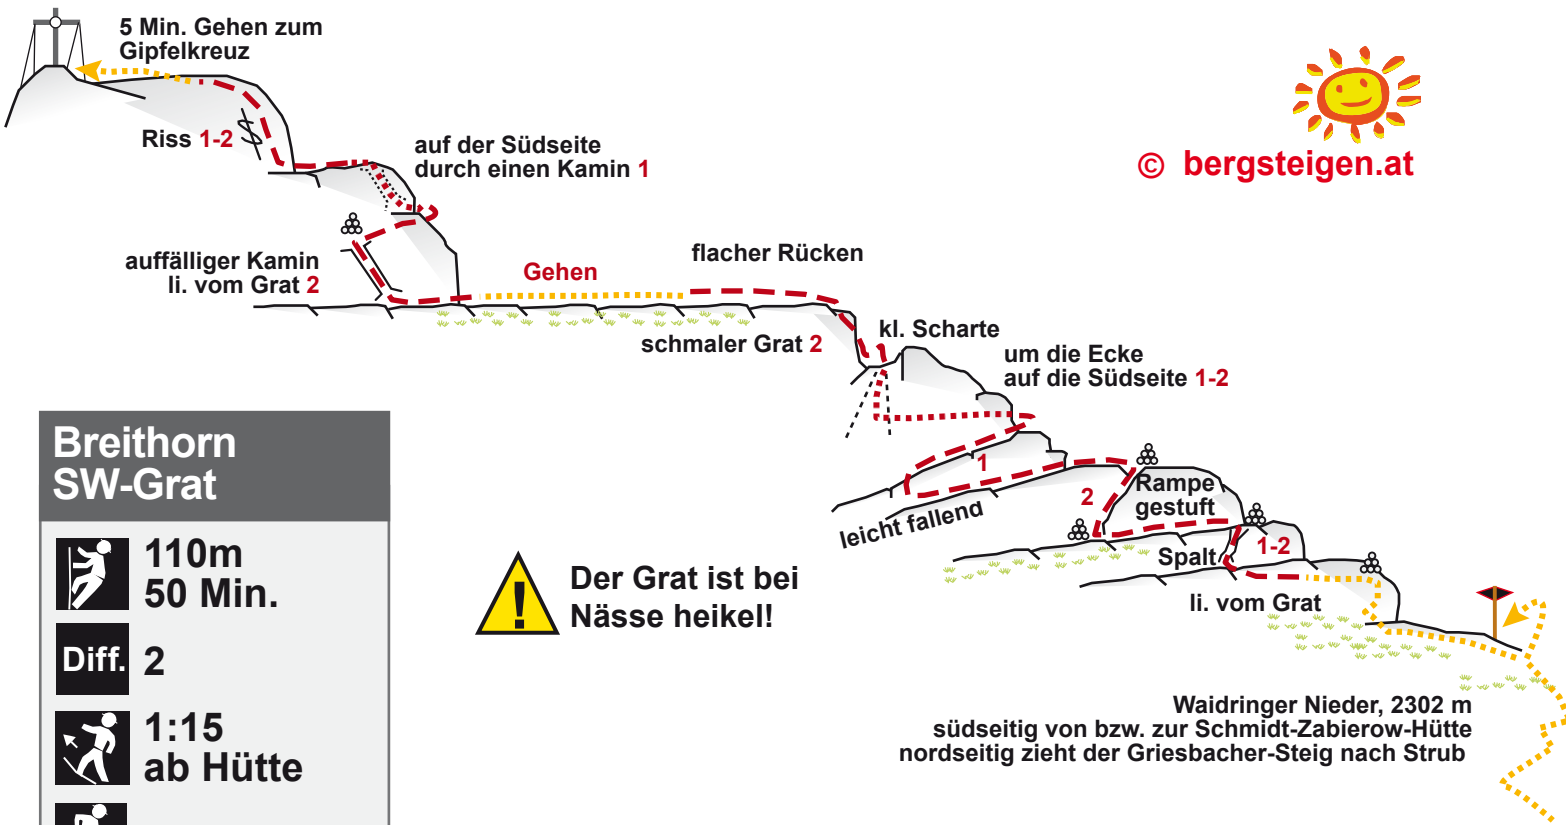 5 Min. Gehen zum
Gipfelkreuz
Riss 1-2
auf der Südseite
durch einen Kamin 1
© bergsteigen.at
auffälliger Kamin
li. vom Grat 2
Gehen
flacher Rücken
schmaler Grat 2
kl. Scharte
um die Ecke
auf die Südseite 1-2
1
leicht fallend
2
Rampe
gestuft
Spalt
1-2
li. vom Grat
Breithorn
SW-Grat
110m
50 Min.
Diff. 2
1:15
ab Hütte
!
Der Grat ist bei
Nässe heikel!
Waidringer Nieder, 2302 m
südseitig von bzw. zur Schmidt-Zabierow-Hütte
nordseitig zieht der Griesbacher-Steig nach Strub